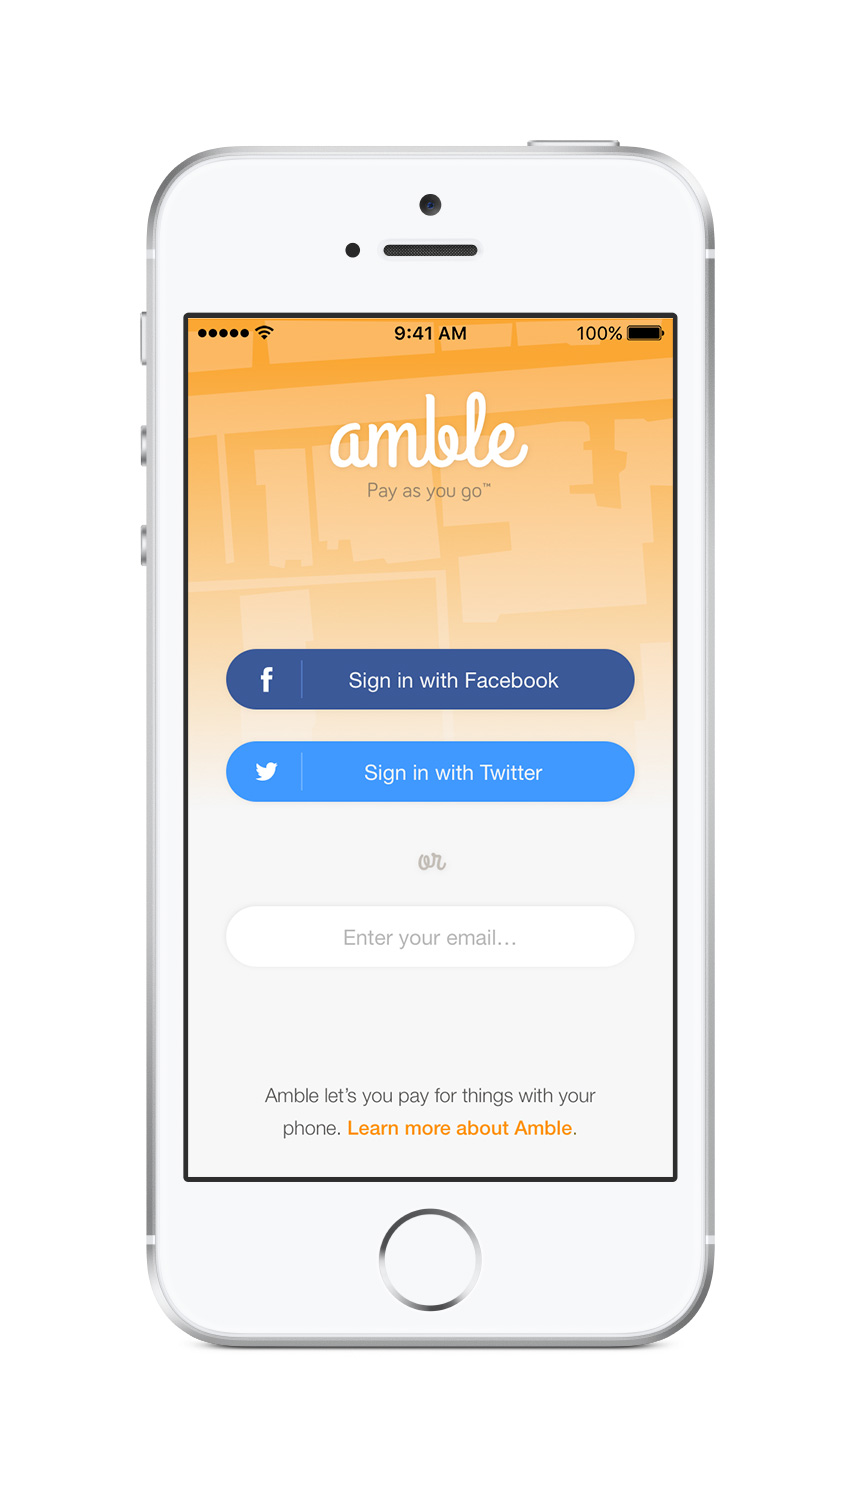 9:41 AM
100%
amble
Pay as you go™
f
Sign in with Facebook
Sign in with Twitter
or
Enter your email...
Amble let’s you pay for things with your
phone. Learn more about Amble.